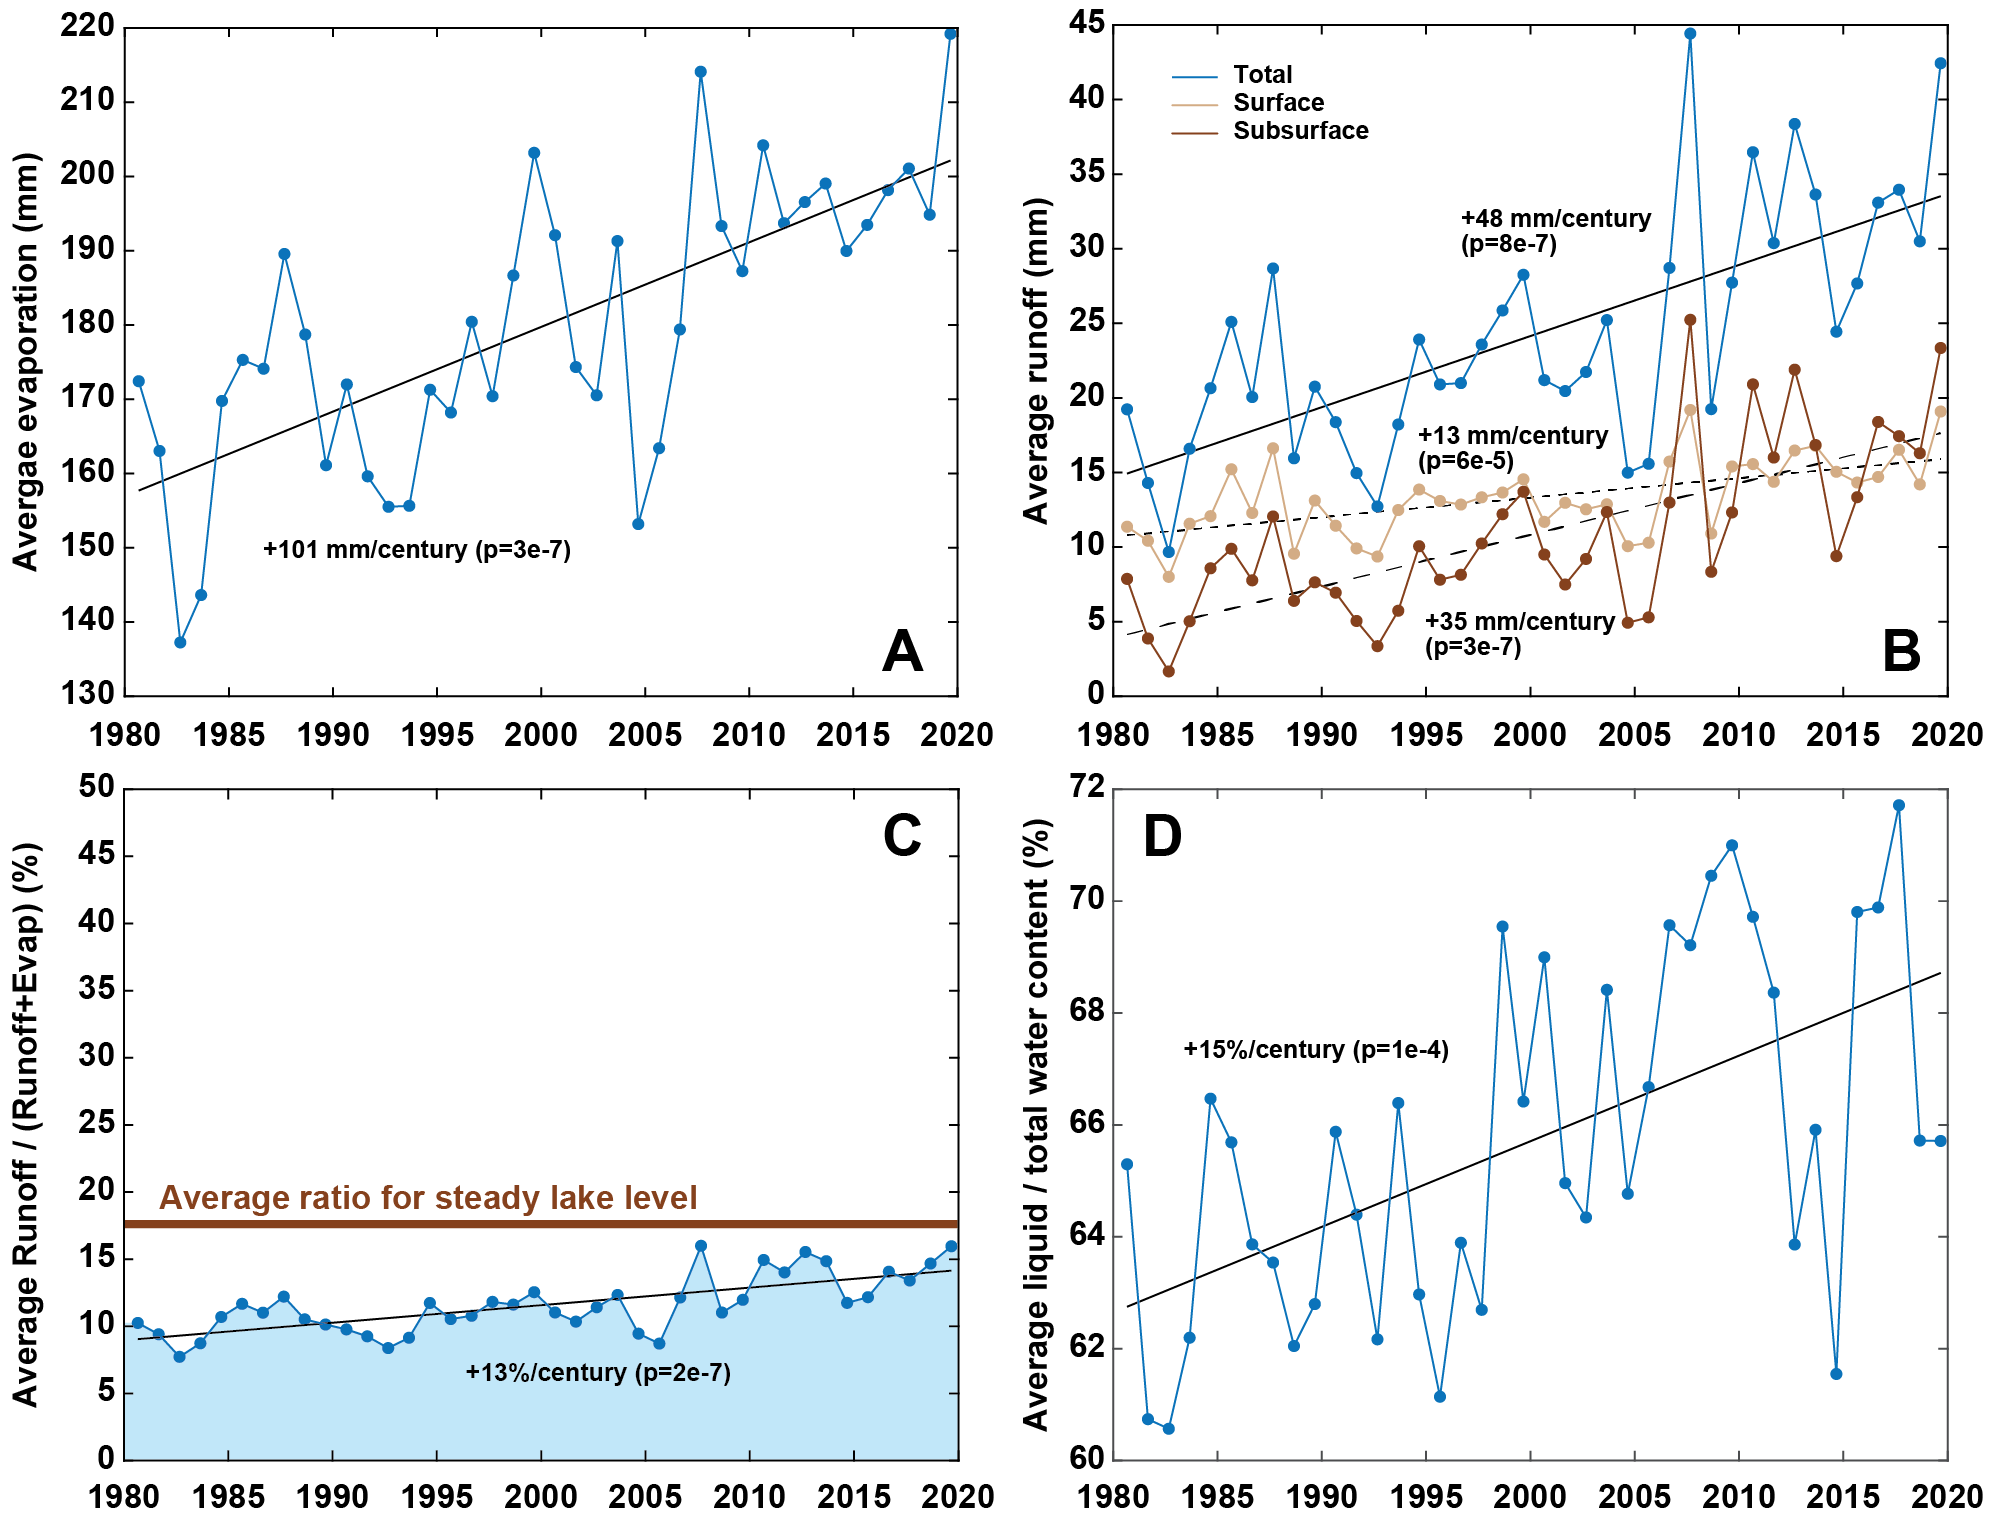 220
210
200
190
180
170
160
150
140
130
Avergae evaporation (mm)
+101 mm/century (p=3e-7)
A
1980 1985 1990 1995 2000 2005 2010 2015 2020
45
40
35
30
25
20
15
10
5
0
Average runoff (mm)
Total
Surface
Subsurface
+48 mm/century
(p=8e-7)
+13 mm/century
(p=6e-5)
+35 mm/century
(p=3e-7)
B
1980 1985 1990 1995 2000 2005 2010 2015 2020
50
45
40
35
30
25
20
15
10
5
0
Average Runoff / (Runoff+Evap) (%)
C
Average ratio for steady lake level
+13%/century (p=2e-7)
1980 1985 1990 1995 2000 2005 2010 2015 2020
72
70
68
66
64
62
60
Average liquid / total water content (%)
D
+15%/century (p=1e-4)
1980 1985 1990 1995 2000 2005 2010 2015 2020